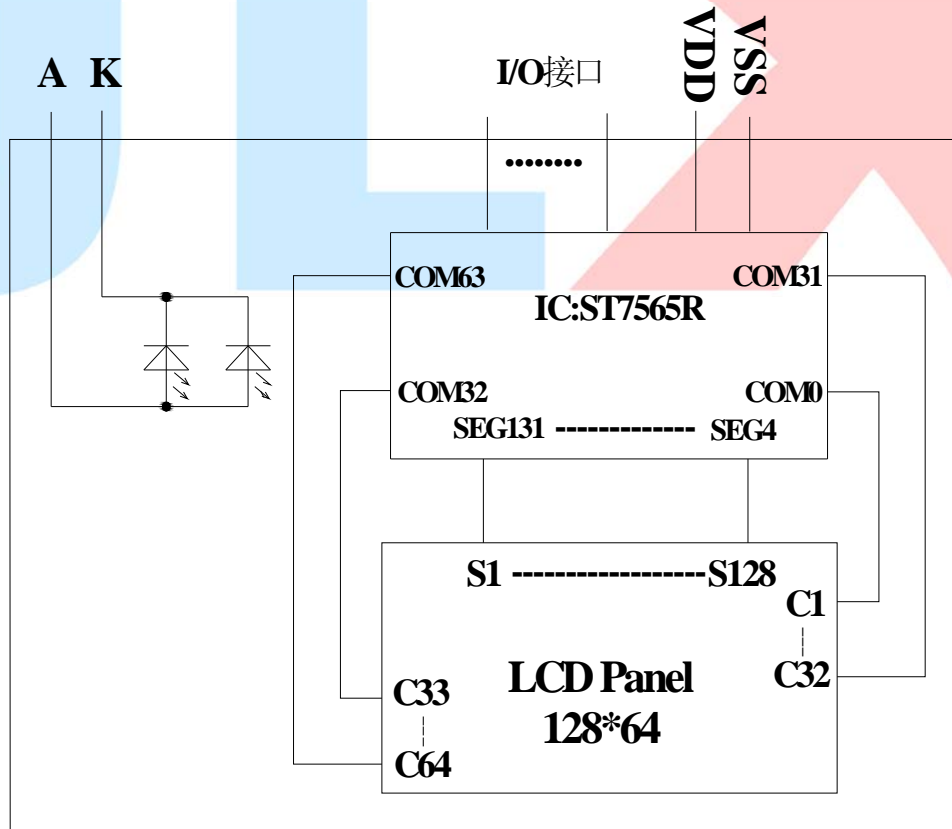 A K I/O接口 VDD VSS
••••••••
COM63 COM31
IC:ST7565R
COM32 COM0
SEG131 ------------- SEG4
S1 ------------------ S128
C1
C32
LCD Panel
C33
128*64
C64